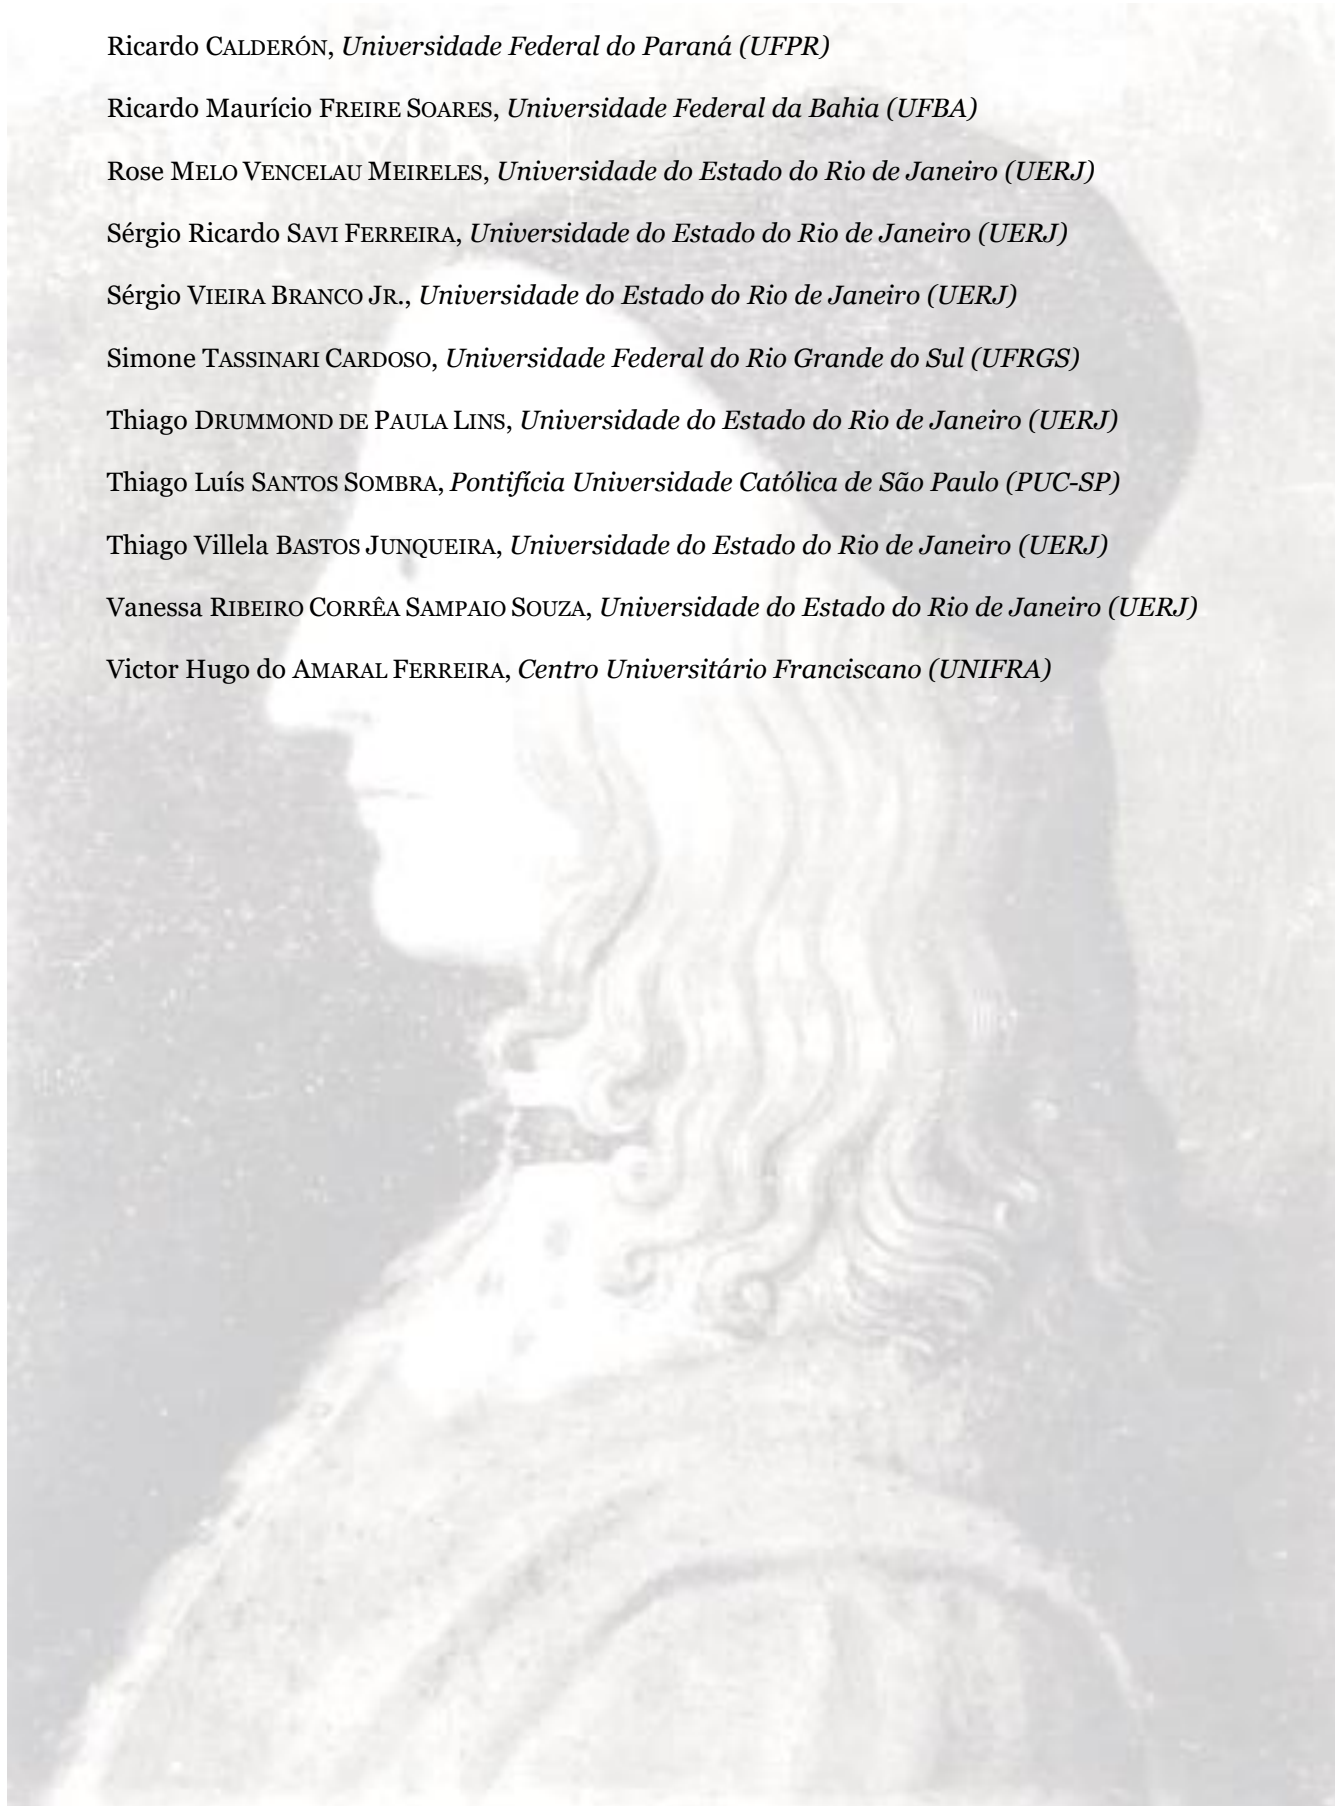 Ricardo CALDERÓN, Universidade Federal do Paraná (UFPR)
Ricardo Maurício FREIRE SOARES, Universidade Federal da Bahia (UFBA)
Rose MELO VENCELAU MEIRELES, Universidade do Estado do Rio de Janeiro (UERJ)
Sérgio Ricardo SAVI FERREIRA, Universidade do Estado do Rio de Janeiro (UERJ)
Sérgio VIEIRA BRANCO JR., Universidade do Estado do Rio de Janeiro (UERJ)
Simone TASSINARI CARDOSO, Universidade Federal do Rio Grande do Sul (UFRGS)
Thiago DRUMMOND DE PAULA LINS, Universidade do Estado do Rio de Janeiro (UERJ)
Thiago Luís SANTOS SOMBRA, Pontifícia Universidade Católica de São Paulo (PUC-SP)
Thiago Villela BASTOS JUNQUEIRA, Universidade do Estado do Rio de Janeiro (UERJ)
Vanessa RIBEIRO CORRÊA SAMPAIO SOUZA, Universidade do Estado do Rio de Janeiro (UERJ)
Victor Hugo do AMARAL FERREIRA, Centro Universitário Franciscano (UNIFRA)